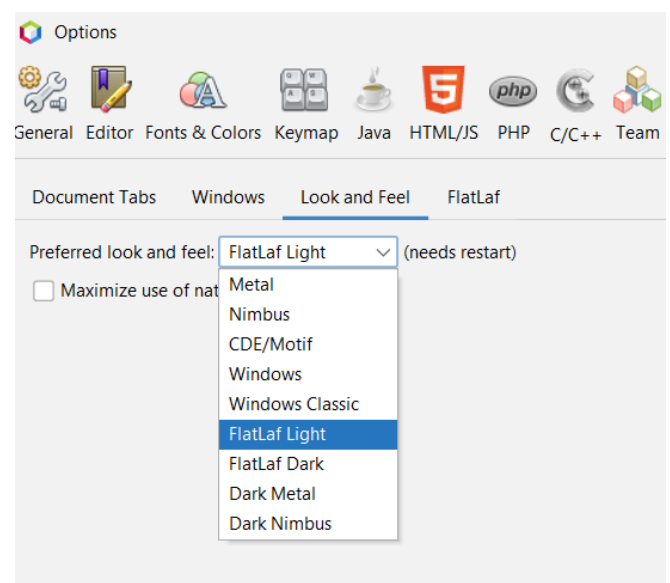 Options
General Editor Fonts & Colors Keymap Java HTML/JS PHP C/C++ Team
Document Tabs Windows Look and Feel FlatLaf
Preferred look and feel: FlatLaf Light (needs restart)
Maximize use of nat
Metal
Nimbus
CDE/Motif
Windows
Windows Classic
FlatLaf Light
FlatLaf Dark
Dark Metal
Dark Nimbus